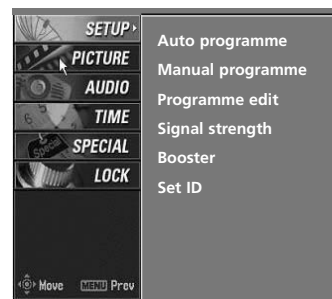 SETUP
PICTURE
AUDIO
TIME
SPECIAL
LOCK
Move MENU Prev
Auto programme
Manual programme
Programme edit
Signal strength
Booster
Set ID